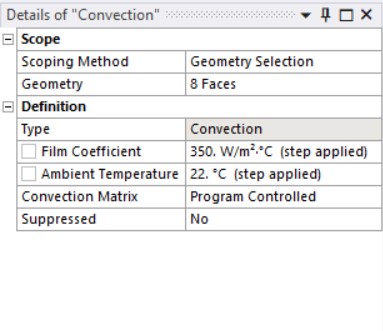 Details of "Convection"
Scope
Scoping Method Geometry Selection
Geometry 8 Faces
Definition
Type Convection
Film Coefficient 350. W/m²·°C (step applied)
Ambient Temperature 22. °C (step applied)
Convection Matrix Program Controlled
Suppressed No